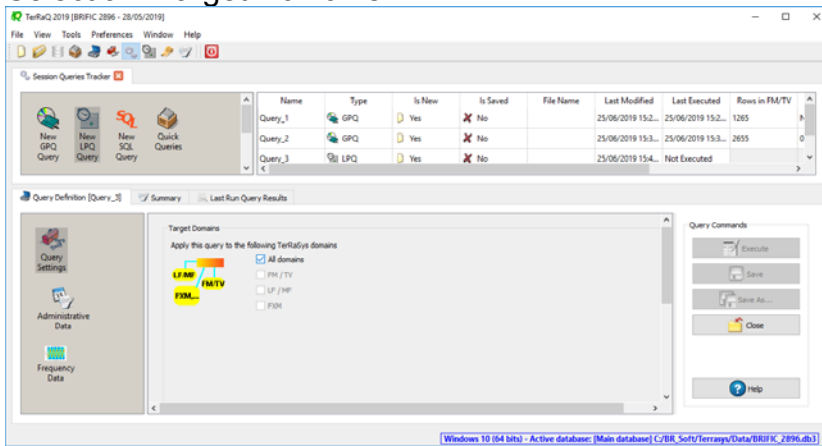 TerRaQ 2019 [BRIFIC 2896 - 28/05/2019]
File View Tools Preferences Window Help
Session Queries Tracker
New GPQ Query
New LPQ Query
New SQL Query
Quick Queries
Name Type Is New Is Saved File Name Last Modified Last Executed Rows in FM/TV
Query_1 GPQ Yes No 25/06/2019 15:2... 25/06/2019 15:2... 1265
Query_2 GPQ Yes No 25/06/2019 15:3... 25/06/2019 15:3... 2655 0
Query_3 LPQ Yes No 25/06/2019 15:4... Not Executed
Query Definition [Query_3] Summary Last Run Query Results
Query Settings
Administrative Data
Frequency Data
Target Domains
Apply this query to the following TerRaSys domains
LF/MF
FM/TV
FXM,...
All domains
FM / TV
LF / MF
FXM
Query Commands
Execute
Save
Save As....
Close
Help
Windows 10 (64 bits) - Active database: [Main database] C:/BR_Soft/Terrasys/Data/BRIFIC_2896.db3